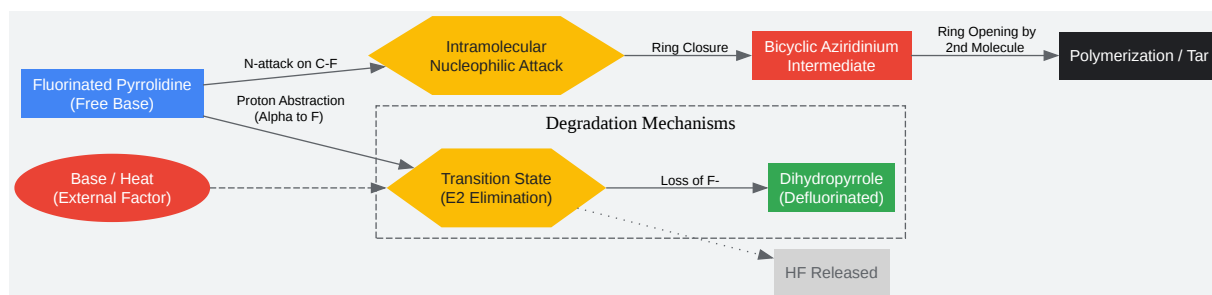 Intramolecular
Nucleophilic Attack
Ring Closure
Bicyclic Aziridinium
Intermediate
Ring Opening by
2nd Molecule
Polymerization / Tar
N-attack on C-F
Fluorinated Pyrrolidine
(Free Base)
Proton Abstraction
(Alpha to F)
Degradation Mechanisms
Base / Heat
(External Factor)
Transition State
(E2 Elimination)
Loss of F-
Dihydropyrrole
(Defluorinated)
HF Released